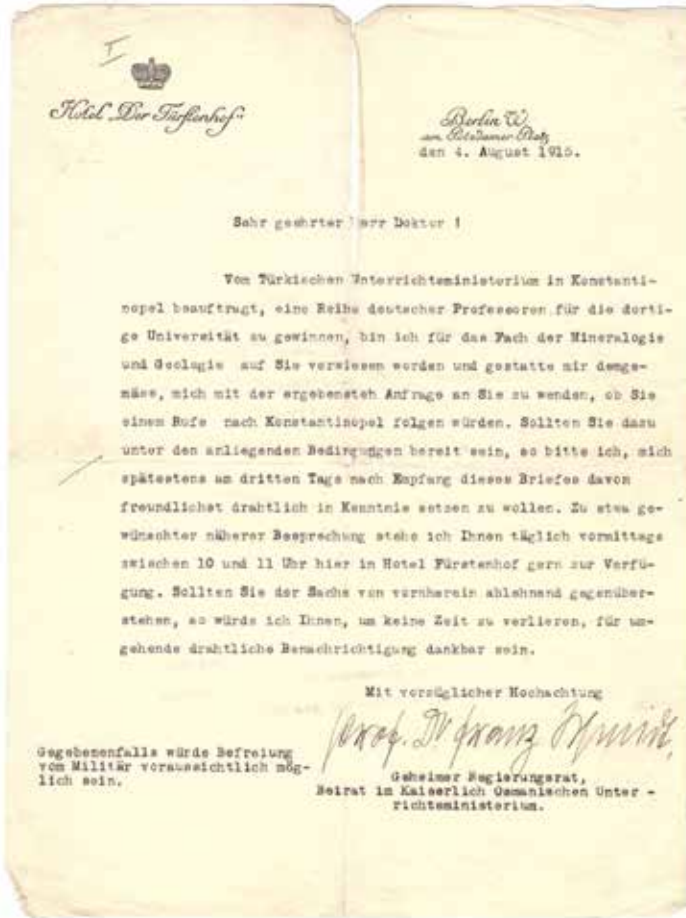 I
Hotel „Der Fürstenhof“
Berlin W.
am Potsdamer Platz
den 4. August 1915.
Sehr geehrter Herr Doktor !
Vom Türkischen Unterrichtsministerium in Konstanti-
nopel beauftragt, eine Reihe deutscher Professoren für die dorti-
ge Universität zu gewinnen, bin ich für das Fach der Mineralogie
und Geologie auf Sie verwiesen worden und gestatte mir demge-
mäss, mich mit der ergebensten Anfrage an Sie zu wenden, ob Sie
einem Rufe nach Konstantinopel folgen würden. Sollten Sie dazu
unter den anliegenden Bedingungen bereit sein, so bitte ich, mich
spätestens am dritten Tage nach Empfang dieses Briefes davon
freundlichst drahtlich in Kenntnis setzen zu wollen. Zu etwa ge-
wünschter näherer Besprechung stehe ich Ihnen täglich vormittags
zwischen 10 und 11 Uhr hier in Hotel Fürstenhof gern zur Verfü-
gung. Sollten Sie der Sache von vornherein ablehnend gegenüber-
stehen, so würde ich Ihnen, um keine Zeit zu verlieren, für um-
gehende drahtliche Benachrichtigung dankbar sein.
Mit vorzüglicher Hochachtung
Prof. Dr Franz Schmidt,
Geheimer Regierungsrat,
Beirat im Kaiserlich Osmanischen Unter -
richtsministerium.
Gegebenenfalls würde Befreiung
vom Militär voraussichtlich mög-
lich sein.